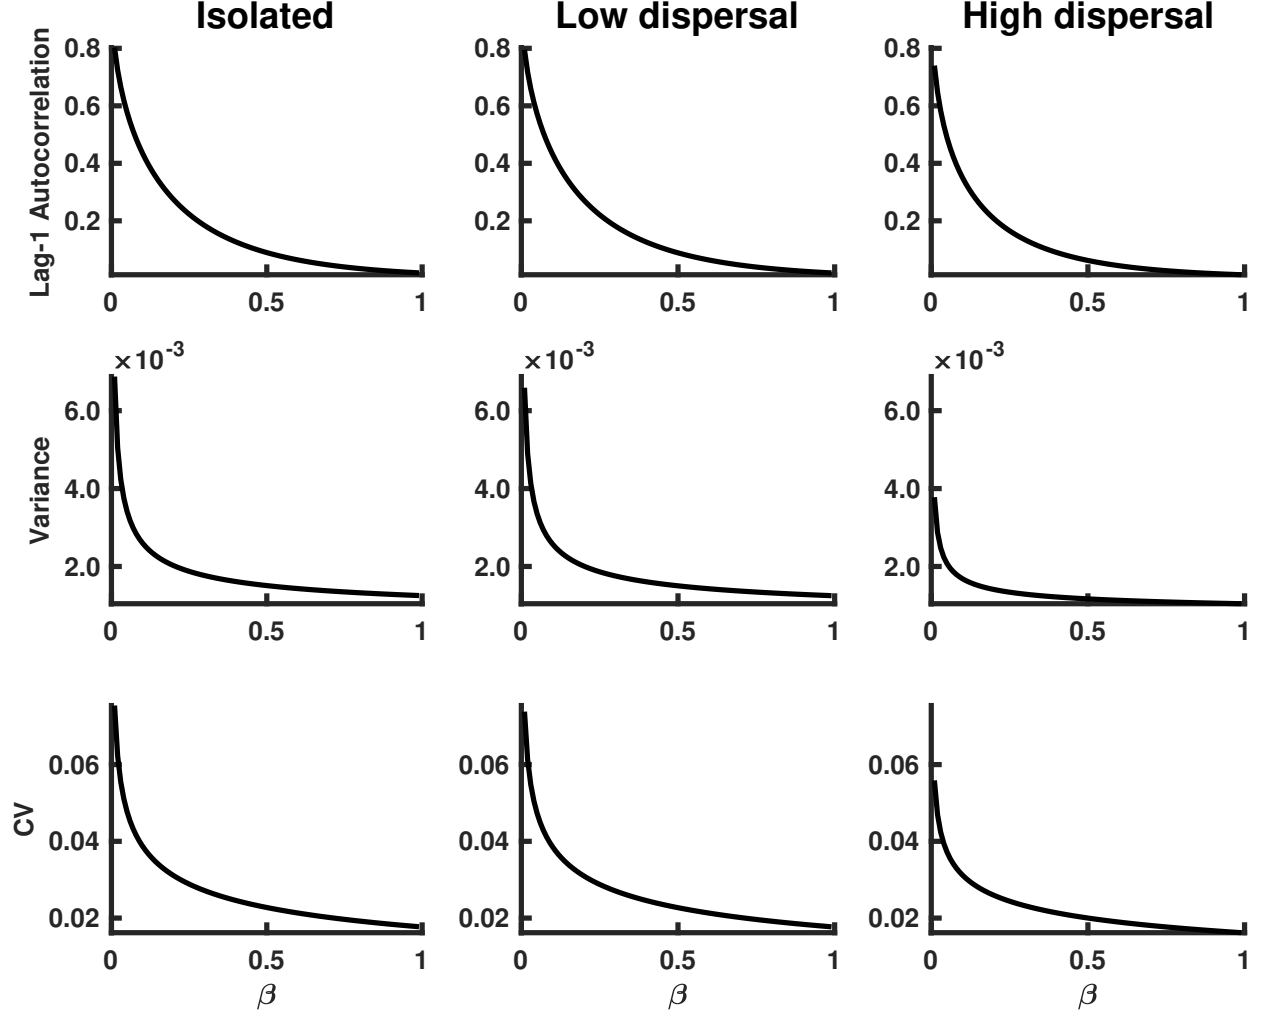 Isolated Low dispersal High dispersal
Lag-1 Autocorrelation
0.8 0.8 0.8
0.6 0.6 0.6
0.4 0.4 0.4
0.2 0.2 0.2
0 0.5 1 0 0.5 1 0 0.5 1
×10-3 ×10-3 ×10-3
Variance
6.0 6.0 6.0
4.0 4.0 4.0
2.0 2.0 2.0
0 0.5 1 0 0.5 1 0 0.5 1
CV
0.06 0.06 0.06
0.04 0.04 0.04
0.02 0.02 0.02
0 0.5 1 0 0.5 1 0 0.5 1
β β β